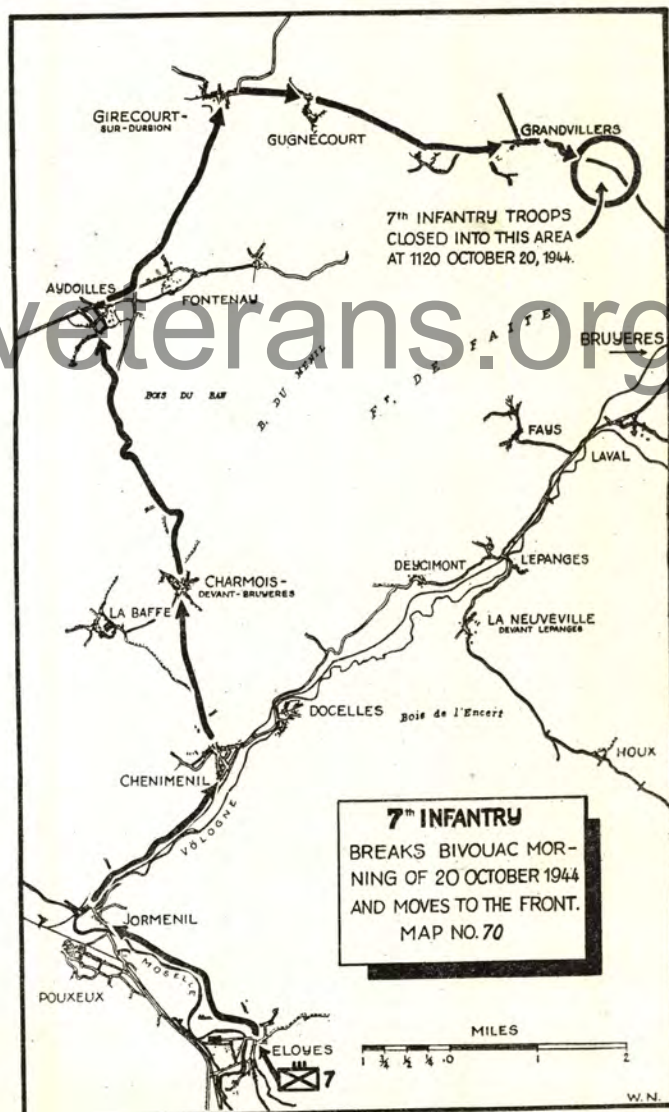 GIRECOURT-
SUR-DURBION
GUGNÉCOURT
GRANDVILLERS
7th INFANTRY TROOPS
CLOSED INTO THIS AREA
AT 1120 OCTOBER 20, 1944.
AYDOILLES
FONTENAY
veterans.org
BRUYERES
BOIS DU BAN
B. DU MENIL
Ft. DE FAITE
FAYS
LAVAL
DEYCIMONT
LEPANGES
CHARMOIS-
DEVANT-BRUYERES
LA BAFFE
LA NEUVEVILLE
DEVANT LEPANGES
DOCELLES
Bois de l'Encert
HOUX
CHENIMENIL
VOLOGNE
7th INFANTRY
BREAKS BIVOUAC MOR-
NING OF 20 OCTOBER 1944
AND MOVES TO THE FRONT.
MAP NO. 70
JORMENIL
MOSELLE
POUXEUX
ELOYES
7
MILES
1 3/4 1/2 1/4 0 1 2
W.N.